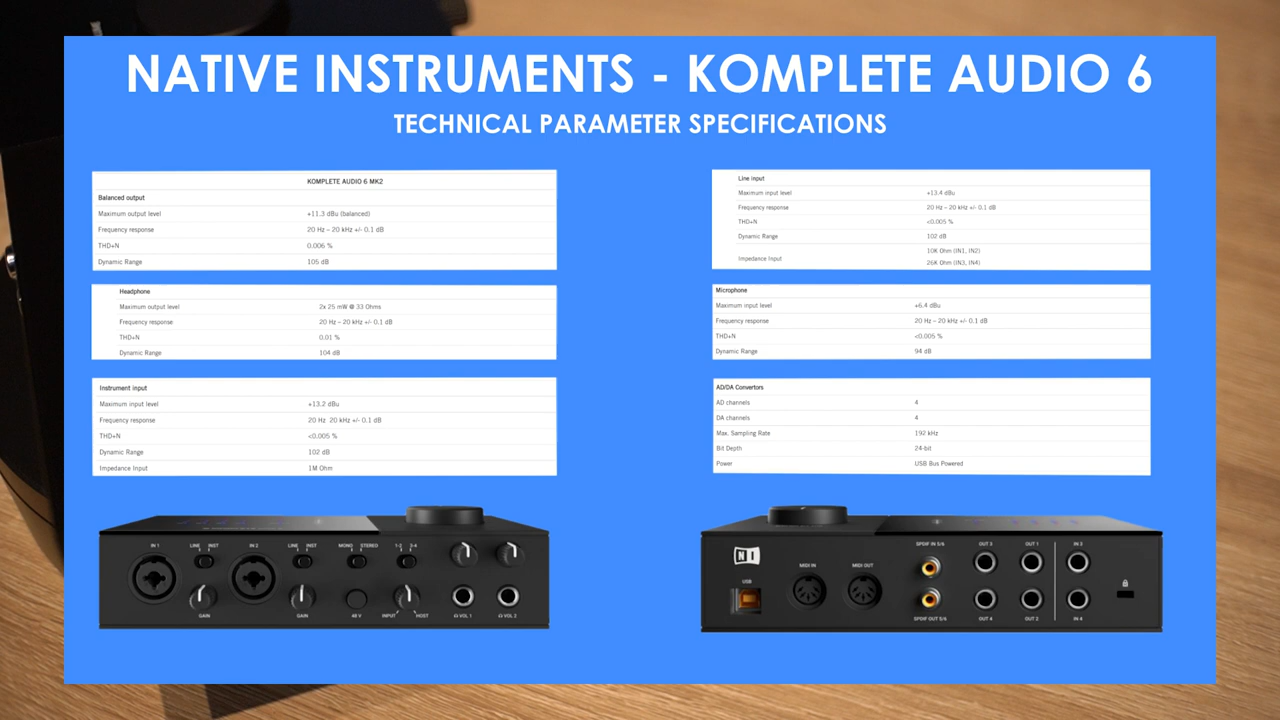 NATIVE INSTRUMENTS - KOMPLETE AUDIO 6
TECHNICAL PARAMETER SPECIFICATIONS
KOMPLETE AUDIO 6 MK2
Balanced output
Maximum output level +11.3 dBu (balanced)
Frequency response 20 Hz – 20 kHz +/- 0.1 dB
THD+N 0.006 %
Dynamic Range 105 dB
Headphone
Maximum output level 2x 25 mW @ 33 Ohms
Frequency response 20 Hz – 20 kHz +/- 0.1 dB
THD+N 0.01 %
Dynamic Range 104 dB
Instrument input
Maximum input level +13.2 dBu
Frequency response 20 Hz 20 kHz +/- 0.1 dB
THD+N <0.005 %
Dynamic Range 102 dB
Impedance Input 1M Ohm
Line input
Maximum input level +13.4 dBu
Frequency response 20 Hz – 20 kHz +/- 0.1 dB
THD+N <0.005 %
Dynamic Range 102 dB
Impedance Input 10K Ohm (IN1, IN2)
26K Ohm (IN3, IN4)
Microphone
Maximum input level +6.4 dBu
Frequency response 20 Hz – 20 kHz +/- 0.1 dB
THD+N <0.005 %
Dynamic Range 94 dB
AD/DA Convertors
AD channels 4
DA channels 4
Max. Sampling Rate 192 kHz
Bit Depth 24-bit
Power USB Bus Powered
IN 1 LINE INST IN 2 LINE INST MONO STEREO 1-2 3-4
GAIN GAIN 48 V INPUT HOST VOL 1 VOL 2
SPDIF IN 5/6 OUT 3 OUT 1 IN 3
NI
MIDI IN MIDI OUT
USB
SPDIF OUT 5/6 OUT 4 OUT 2 IN 4